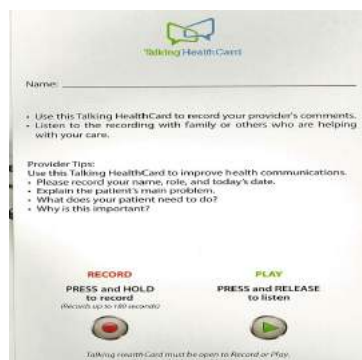 Talking HealthCard
Name:
• Use this Talking HealthCard to record your provider's comments.
• Listen to the recording with family or others who are helping
with your care.
Provider Tips:
Use this Talking HealthCard to improve health communications.
• Please record your name, role, and today's date.
• Explain the patient's main problem.
• What does your patient need to do?
• Why is this important?
RECORD PLAY
PRESS and HOLD PRESS and RELEASE
to record to listen
(Records up to 180 seconds)
Talking HealthCard must be open to Record or Play.